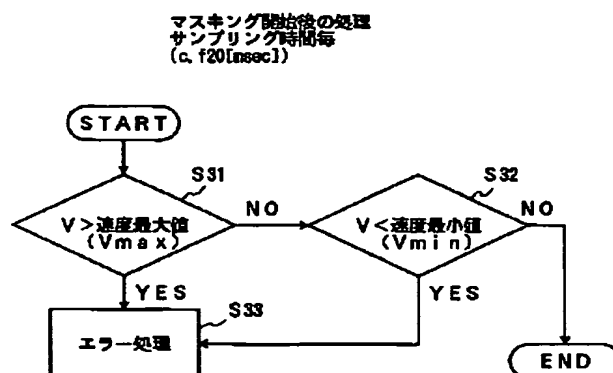 マスキング開始後の処理
サンプリング時間毎
(c, f20[msec])
START
S31
V>速度最大値
(Vmax)
NO
S32
V<速度最小値
(Vmin)
NO
YES
YES
S33
エラー処理
END